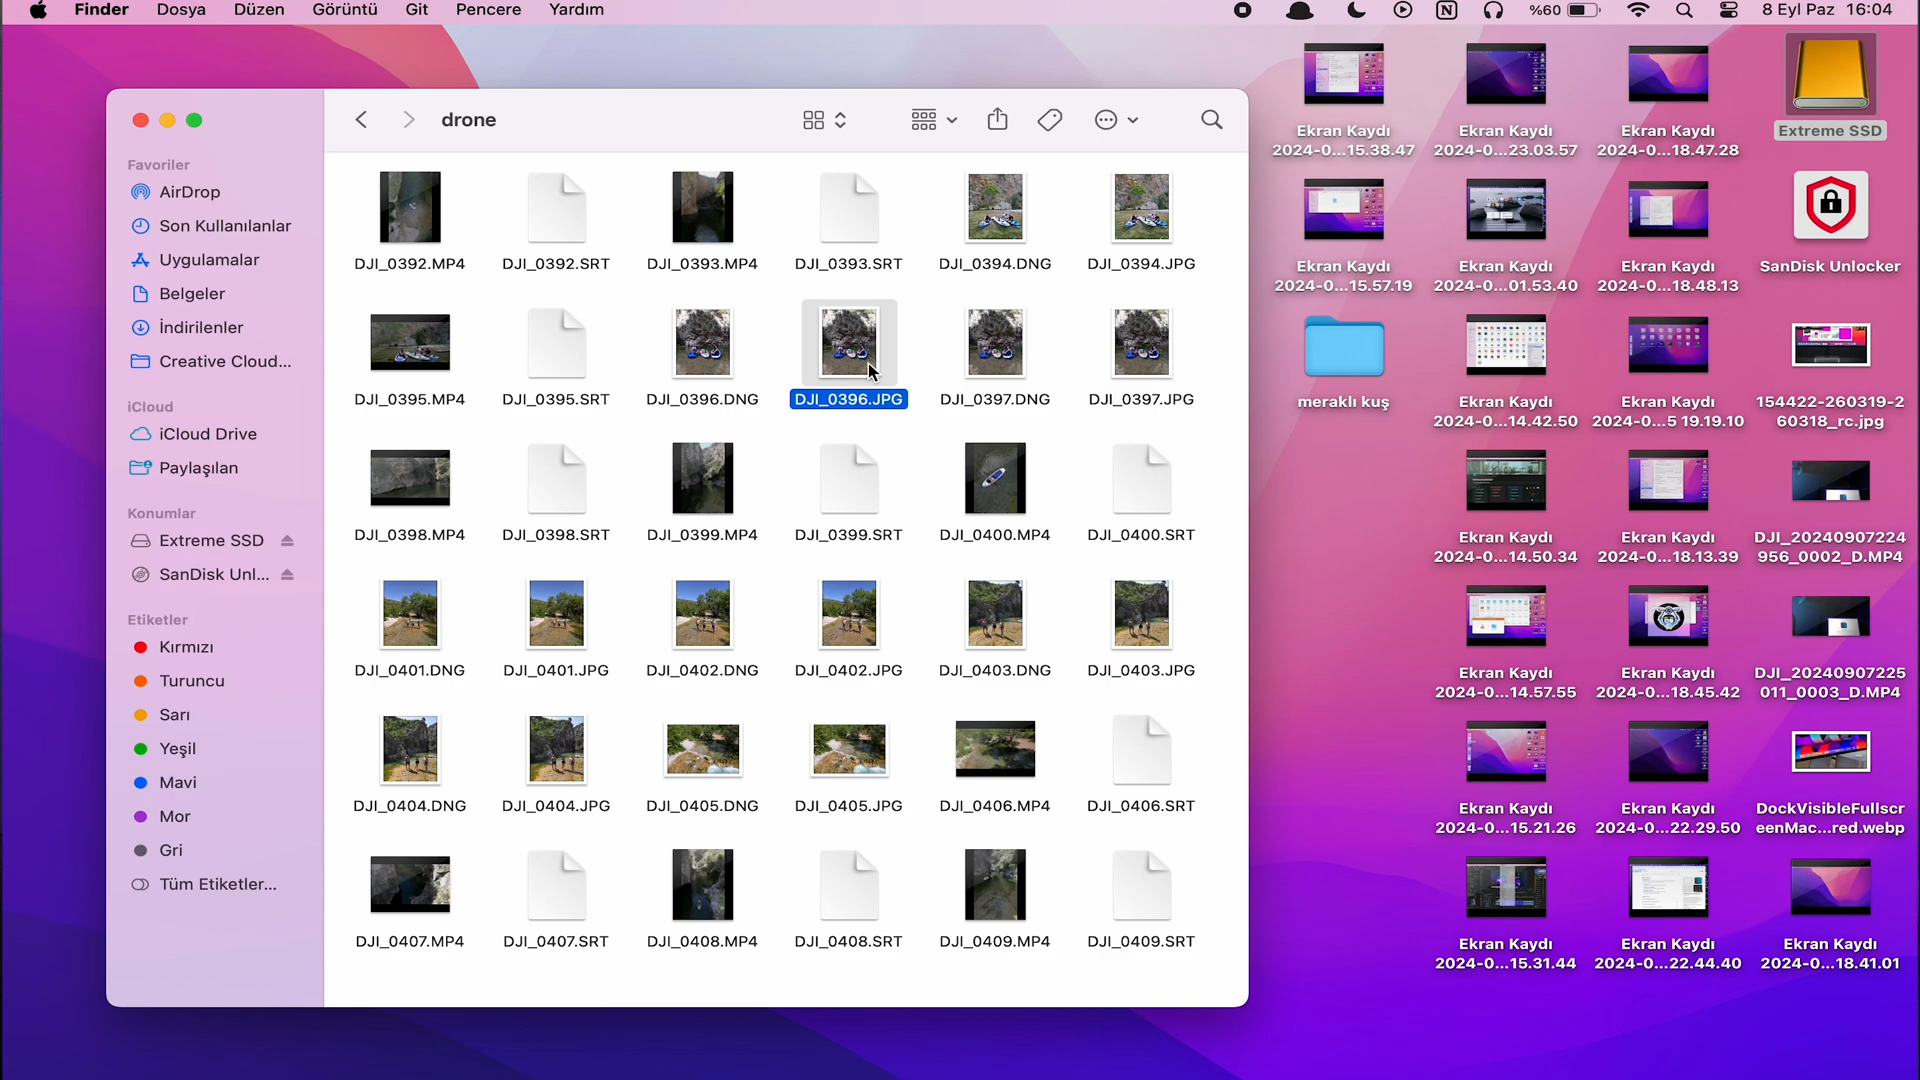 Finder Dosya Düzen Görüntü Git Pencere Yardım %60 8 Eyl Paz 16:04
drone
Favoriler
AirDrop
Son Kullanılanlar
Uygulamalar
Belgeler
İndirilenler
Creative Cloud...
iCloud
iCloud Drive
Paylaşılan
Konumlar
Extreme SSD
SanDisk Unl...
Etiketler
Kırmızı
Turuncu
Sarı
Yeşil
Mavi
Mor
Gri
Tüm Etiketler...
DJI_0392.MP4 DJI_0392.SRT DJI_0393.MP4 DJI_0393.SRT DJI_0394.DNG DJI_0394.JPG
DJI_0395.MP4 DJI_0395.SRT DJI_0396.DNG DJI_0396.JPG DJI_0397.DNG DJI_0397.JPG
DJI_0398.MP4 DJI_0398.SRT DJI_0399.MP4 DJI_0399.SRT DJI_0400.MP4 DJI_0400.SRT
DJI_0401.DNG DJI_0401.JPG DJI_0402.DNG DJI_0402.JPG DJI_0403.DNG DJI_0403.JPG
DJI_0404.DNG DJI_0404.JPG DJI_0405.DNG DJI_0405.JPG DJI_0406.MP4 DJI_0406.SRT
DJI_0407.MP4 DJI_0407.SRT DJI_0408.MP4 DJI_0408.SRT DJI_0409.MP4 DJI_0409.SRT
Ekran Kaydı Ekran Kaydı Ekran Kaydı Extreme SSD
2024-0...15.38.47 2024-0...23.03.57 2024-0...18.47.28
Ekran Kaydı Ekran Kaydı Ekran Kaydı SanDisk Unlocker
2024-0...15.57.19 2024-0...01.53.40 2024-0...18.48.13
meraklı kuş Ekran Kaydı Ekran Kaydı 154422-260319-2
2024-0...14.42.50 2024-0...5 19.19.10 60318_rc.jpg
Ekran Kaydı Ekran Kaydı DJI_20240907224
2024-0...14.50.34 2024-0...18.13.39 956_0002_D.MP4
Ekran Kaydı Ekran Kaydı DJI_20240907225
2024-0...14.57.55 2024-0...18.45.42 011_0003_D.MP4
Ekran Kaydı Ekran Kaydı DockVisibleFullscr
2024-0...15.21.26 2024-0...22.29.50 eenMac...red.webp
Ekran Kaydı Ekran Kaydı Ekran Kaydı
2024-0...15.31.44 2024-0...22.44.40 2024-0...18.41.01